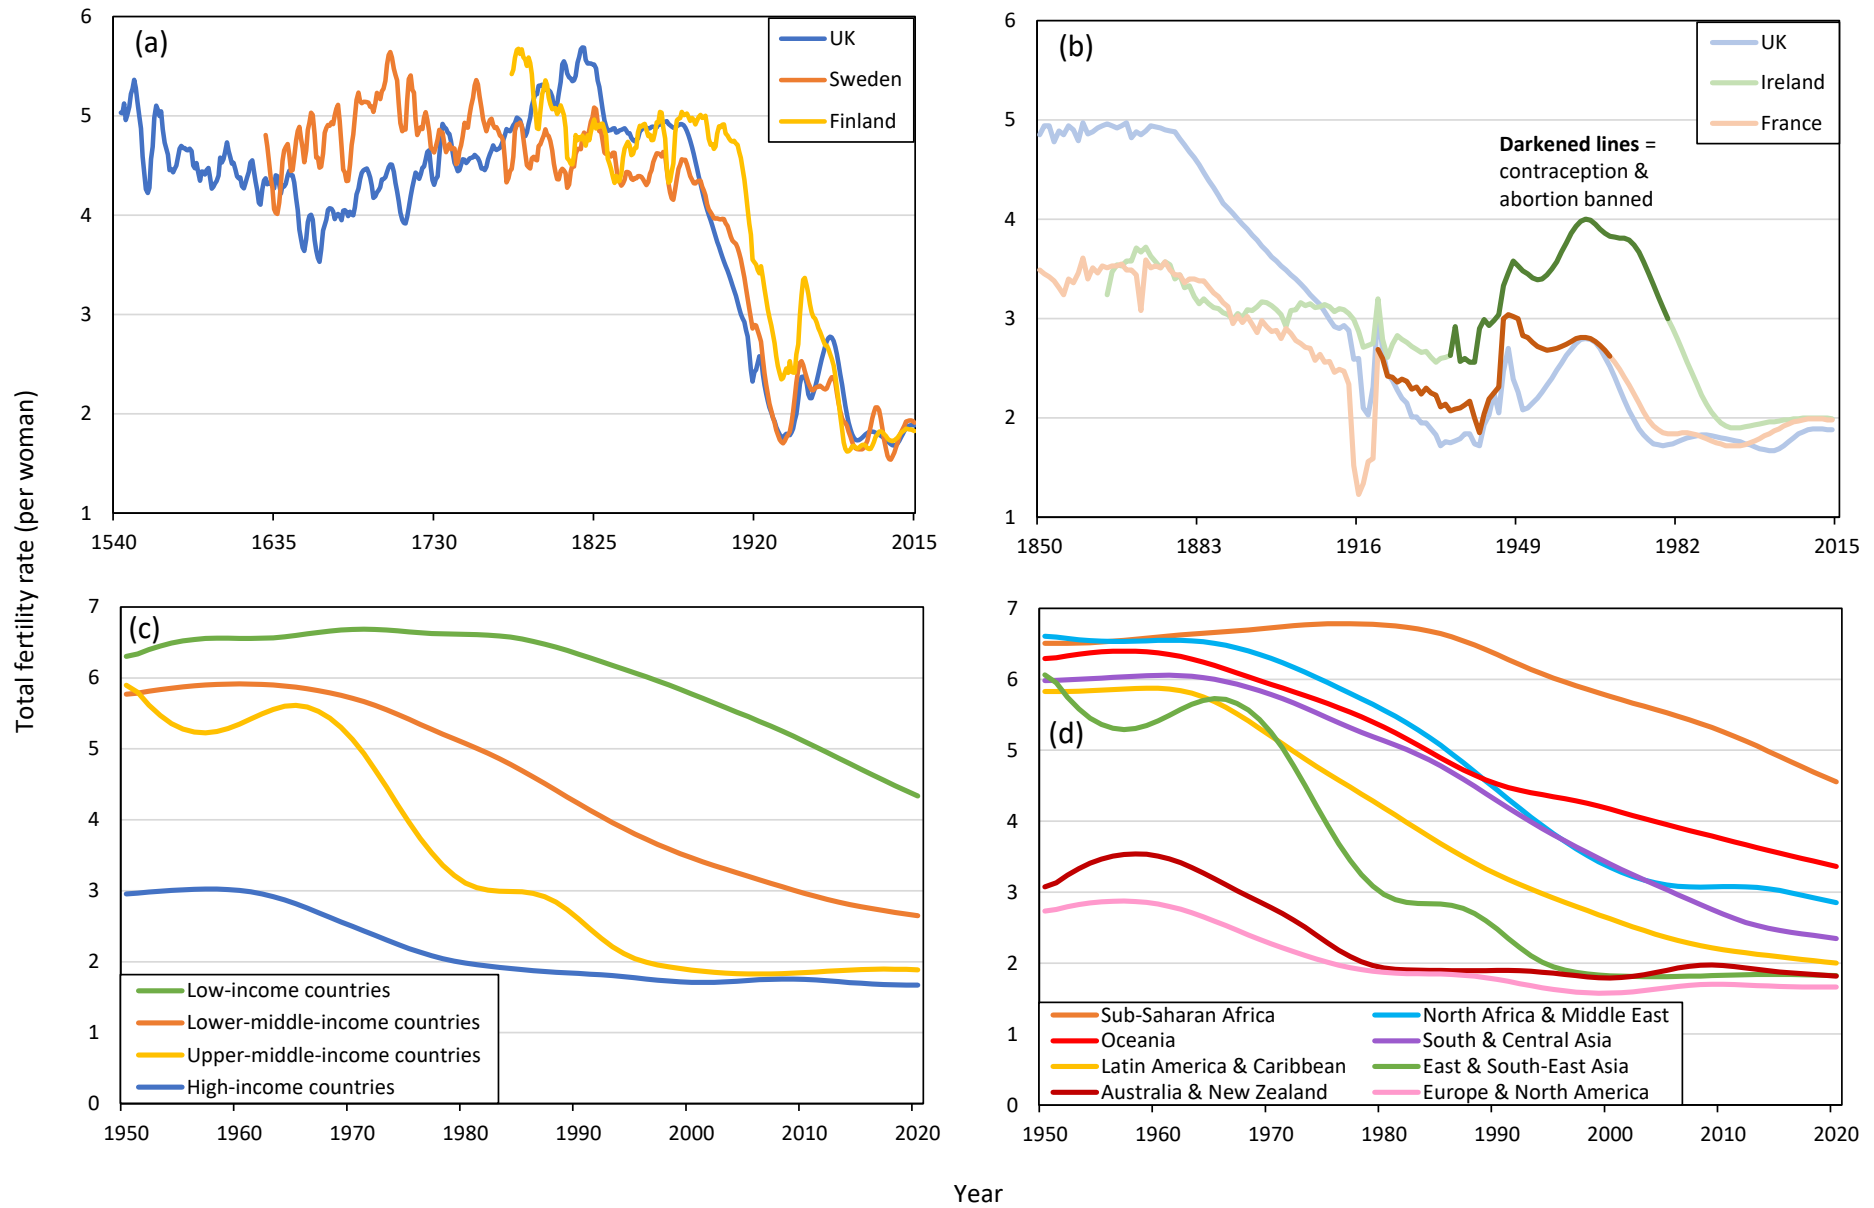 Total fertility rate (per woman)
(a)
UK
Sweden
Finland
6
5
4
3
2
1
1540
1635
1730
1825
1920
2015
(b)
UK
Ireland
France
Darkened lines =
contraception &
abortion banned
6
5
4
3
2
1
1850
1883
1916
1949
1982
2015
(c)
7
6
5
4
3
2
1
0
Low-income countries
Lower-middle-income countries
Upper-middle-income countries
High-income countries
1950
1960
1970
1980
1990
2000
2010
2020
(d)
7
6
5
4
3
2
1
0
Sub-Saharan Africa
North Africa & Middle East
Oceania
South & Central Asia
Latin America & Caribbean
East & South-East Asia
Australia & New Zealand
Europe & North America
1950
1960
1970
1980
1990
2000
2010
2020
Year